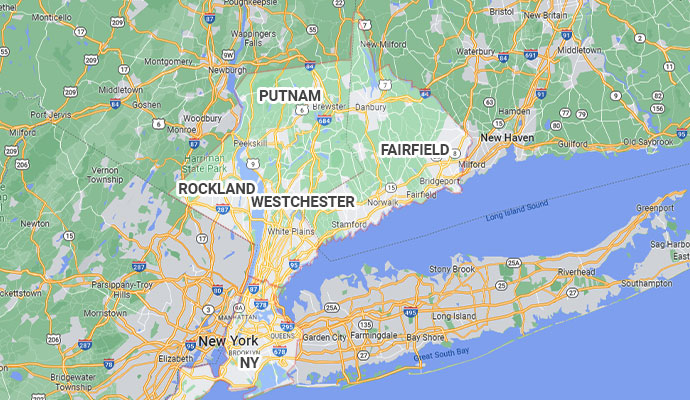 Monticello
Wappingers
Falls
New Milford
Bristol
New Britain
Waterbury
Middletown
Montgomery
Newburgh
Middletown
Goshen
Port Jervis
Woodbury
Monroe
Milford
PUTNAM
Brewster
Danbury
Hamden
New Haven
Guilford
Old Saybrook
Peekskill
FAIRFIELD
Milford
Harriman
State Park
Vernon
Township
ROCKLAND
WESTCHESTER
Bridgeport
Fairfield
Norwalk
Stamford
Long Island Sound
Greenport
Newton
White Plains
Sag Harbor
East Ham
Stony Brook
Riverhead
Southampton
Parsippany-Troy
Hills
Hackettstown
Morristown
MANHATTAN
New York
QUEENS
BROOKLYN
Garden City
Farmingdale
Long Island
Bay Shore
Great South Bay
Elizabeth
NY
Bridgewater
Township